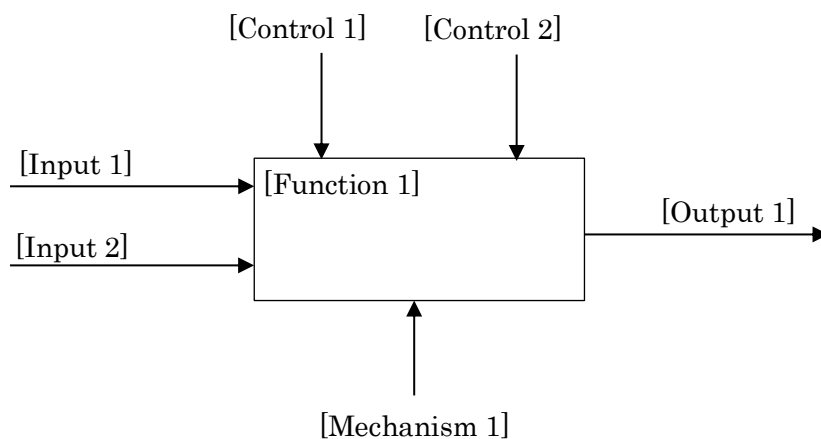 [Control 1]
[Control 2]
[Input 1]
[Function 1]
[Output 1]
[Input 2]
[Mechanism 1]